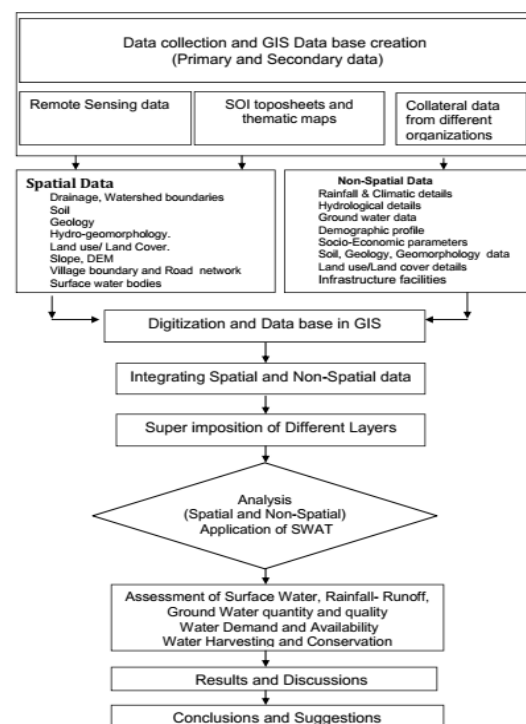 Data collection and GIS Data base creation
(Primary and Secondary data)
Remote Sensing data
SOI toposheets and
thematic maps
Collateral data
from different
organizations
Spatial Data
Drainage, Watershed boundaries
Soil
Geology
Hydro-geomorphology.
Land use/ Land Cover.
Slope, DEM
Village boundary and Road network
Surface water bodies
Non-Spatial Data
Rainfall & Climatic details
Hydrological details
Ground water data
Demographic profile
Socio-Economic parameters
Soil, Geology, Geomorphology data
Land use/Land cover details
Infrastructure facilities
Digitization and Data base in GIS
Integrating Spatial and Non-Spatial data
Super imposition of Different Layers
Analysis
(Spatial and Non-Spatial)
Application of SWAT
Assessment of Surface Water, Rainfall- Runoff,
Ground Water quantity and quality
Water Demand and Availability
Water Harvesting and Conservation
Results and Discussions
Conclusions and Suggestions